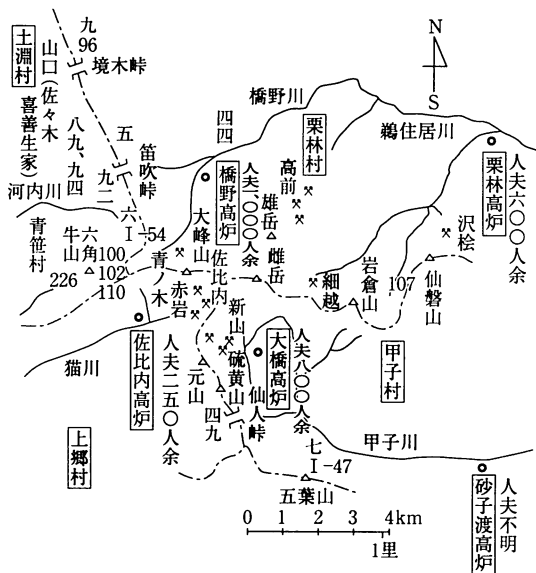 九
96
境木峠
土淵村
山口（佐々木
喜善生家）
八九、九四
五
笛吹峠
九二
河内川
六
I-54
青笹村
牛山
六角
226
100
102
110
青ノ木
四四
橋野川
橋野高炉
人夫一、〇〇〇人余
栗林村
高前
雄岳
雌岳
大峰山
佐比内
赤岩
N
S
鵜住居川
栗林高炉
人夫六〇〇人余
沢桧
仙磐山
107
岩倉山
細越
甲子村
新山
硫黄山
大橋高炉
人夫八〇〇人余
元山
仙人峠
四九
佐比内高炉
人夫二五〇人余
猫川
上郷村
七
I-47
五葉山
甲子川
砂子渡高炉
人夫不明
0 1 2 3 4km
1里